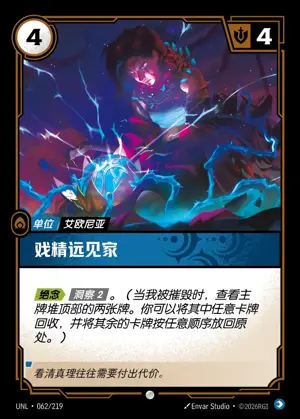 4
4
单位 艾欧尼亚
戏精远见家
绝念 洞察 2 。（当我被摧毁时，查看主
牌堆顶部的两张牌。你可以将其中任意卡牌
回收，并将其余的卡牌按任意顺序放回原
处。）
看清真理往往需要付出代价。
UNL • 062/219
Envar Studio • ©2026RGI